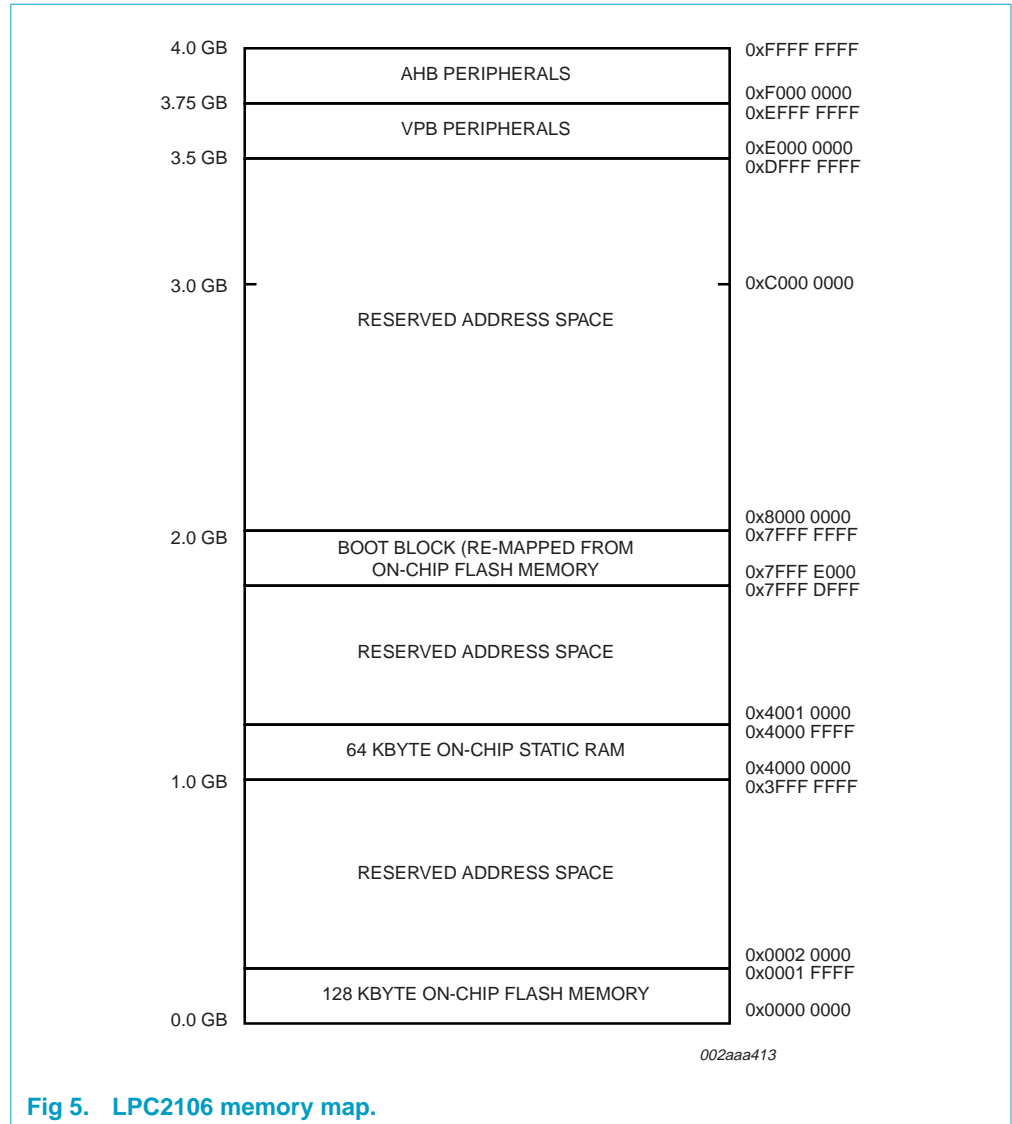 4.0 GB
0xFFFF FFFF
AHB PERIPHERALS
0xF000 0000
3.75 GB
0xEFFF FFFF
VPB PERIPHERALS
0xE000 0000
3.5 GB
0xDFFF FFFF
3.0 GB
0xC000 0000
RESERVED ADDRESS SPACE
0x8000 0000
2.0 GB
0x7FFF FFFF
BOOT BLOCK (RE-MAPPED FROM
ON-CHIP FLASH MEMORY
0x7FFF E000
0x7FFF DFFF
RESERVED ADDRESS SPACE
0x4001 0000
0x4000 FFFF
64 KBYTE ON-CHIP STATIC RAM
0x4000 0000
1.0 GB
0x3FFF FFFF
RESERVED ADDRESS SPACE
0x0002 0000
0x0001 FFFF
128 KBYTE ON-CHIP FLASH MEMORY
0x0000 0000
0.0 GB
002aaa413
Fig 5. LPC2106 memory map.